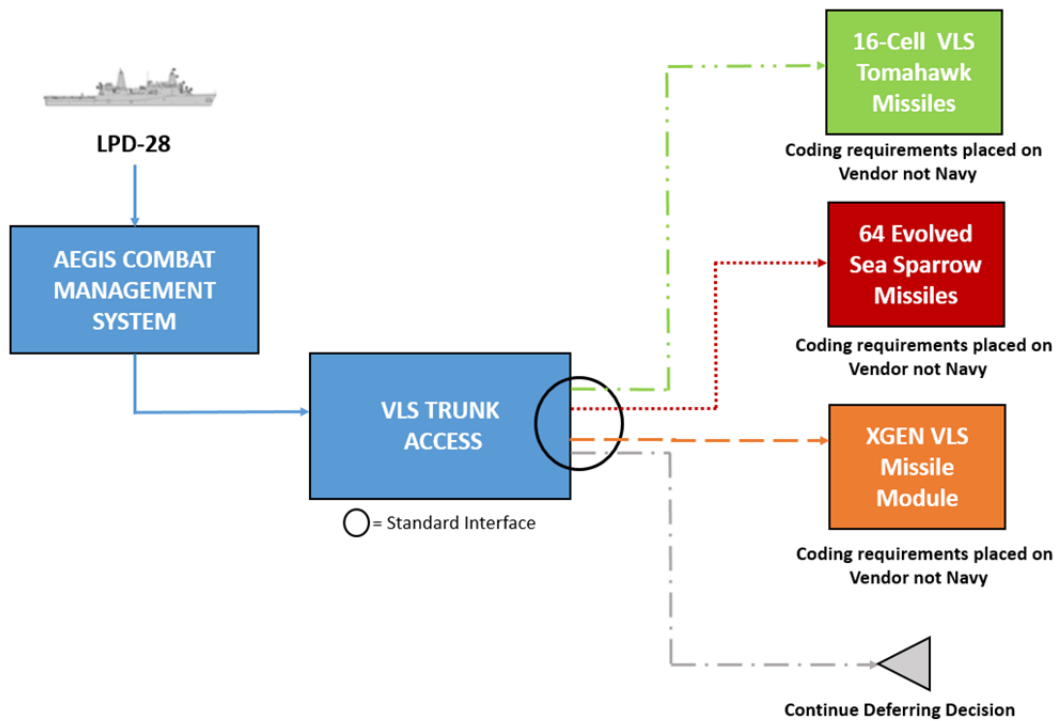 LPD-28
AEGIS COMBAT
MANAGEMENT
SYSTEM
VLS TRUNK
ACCESS
= Standard Interface
16-Cell VLS
Tomahawk
Missiles
Coding requirements placed on
Vendor not Navy
64 Evolved
Sea Sparrow
Missiles
Coding requirements placed on
Vendor not Navy
XGEN VLS
Missile
Module
Coding requirements placed on
Vendor not Navy
Continue Deferring Decision